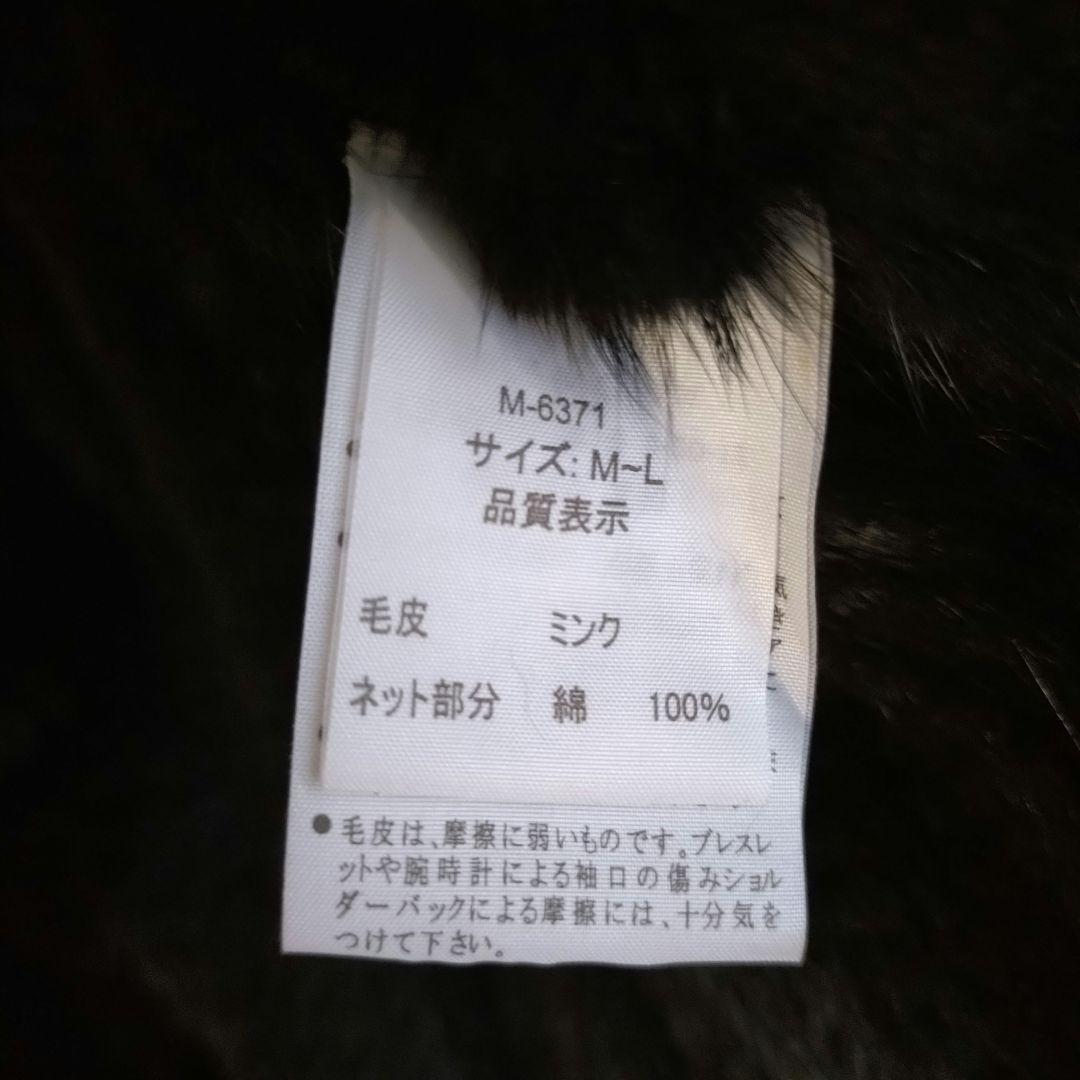 M-6371
サイズ: M~L
品質表示
毛皮 ミンク
ネット部分 綿 100%
●毛皮は、摩擦に弱いものです。ブレスレ
ットや腕時計による袖口の傷みショル
ダーバックによる摩擦には、十分気を
つけて下さい。